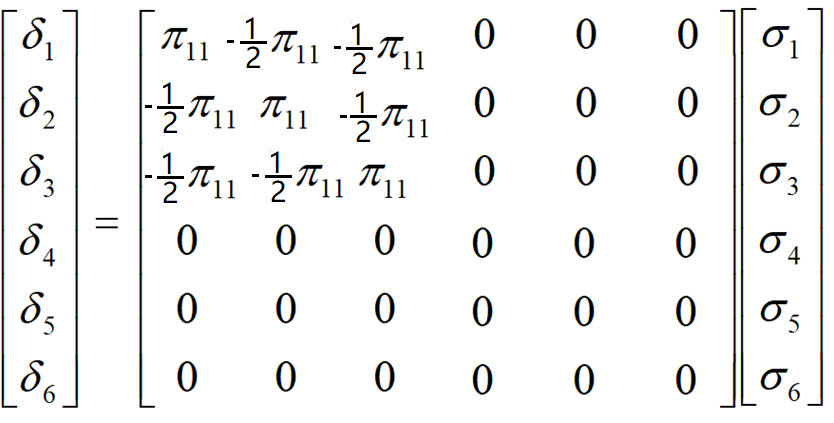 δ₁ π₁₁ -1/2π₁₁ -1/2π₁₁ 0 0 0 σ₁
δ₂ -1/2π₁₁ π₁₁ -1/2π₁₁ 0 0 0 σ₂
δ₃ -1/2π₁₁ -1/2π₁₁ π₁₁ 0 0 0 σ₃
=
δ₄ 0 0 0 0 0 0 σ₄
δ₅ 0 0 0 0 0 0 σ₅
δ₆ 0 0 0 0 0 0 σ₆